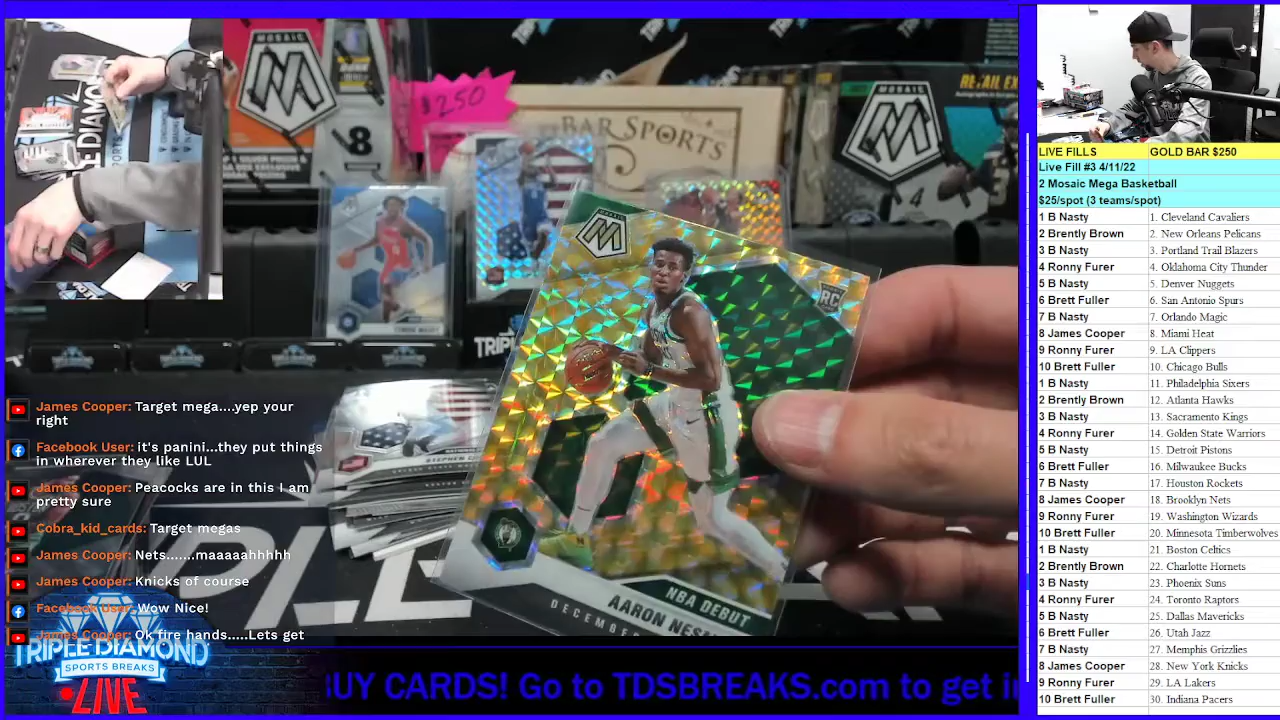 MOSAIC
$250
8
BAR SPORTS
4
RC
NBA DEBUT
TRIPLE DIAMOND
SPORTS BREAKS
LIVE
BUY CARDS! Go to TDSBREAKS.com
James Cooper: Target mega....yep your
right
Facebook User: it's panini...they put things
in wherever they like LUL
James Cooper: Peacocks are in this I am
pretty sure
Cobra_kid_cards: Target megas
James Cooper: Nets.......maaaaahhhhh
James Cooper: Knicks of course
Facebook User: Wow Nice!
James Cooper: Ok fire hands.....Lets get
LIVE FILLS GOLD BAR $250
Live Fill #3 4/11/22
2 Mosaic Mega Basketball
$25/spot (3 teams/spot)
1 B Nasty 1. Cleveland Cavaliers
2 Brently Brown 2. New Orleans Pelicans
3 B Nasty 3. Portland Trail Blazers
4 Ronny Furer 4. Oklahoma City Thunder
5 B Nasty 5. Denver Nuggets
6 Brett Fuller 6. San Antonio Spurs
7 B Nasty 7. Orlando Magic
8 James Cooper 8. Miami Heat
9 Ronny Furer 9. LA Clippers
10 Brett Fuller 10. Chicago Bulls
1 B Nasty 11. Philadelphia Sixers
2 Brently Brown 12. Atlanta Hawks
3 B Nasty 13. Sacramento Kings
4 Ronny Furer 14. Golden State Warriors
5 B Nasty 15. Detroit Pistons
6 Brett Fuller 16. Milwaukee Bucks
7 B Nasty 17. Houston Rockets
8 James Cooper 18. Brooklyn Nets
9 Ronny Furer 19. Washington Wizards
10 Brett Fuller 20. Minnesota Timberwolves
1 B Nasty 21. Boston Celtics
2 Brently Brown 22. Charlotte Hornets
3 B Nasty 23. Phoenix Suns
4 Ronny Furer 24. Toronto Raptors
5 B Nasty 25. Dallas Mavericks
6 Brett Fuller 26. Utah Jazz
7 B Nasty 27. Memphis Grizzlies
8 James Cooper 28. New York Knicks
9 Ronny Furer 29. LA Lakers
10 Brett Fuller 30. Indiana Pacers